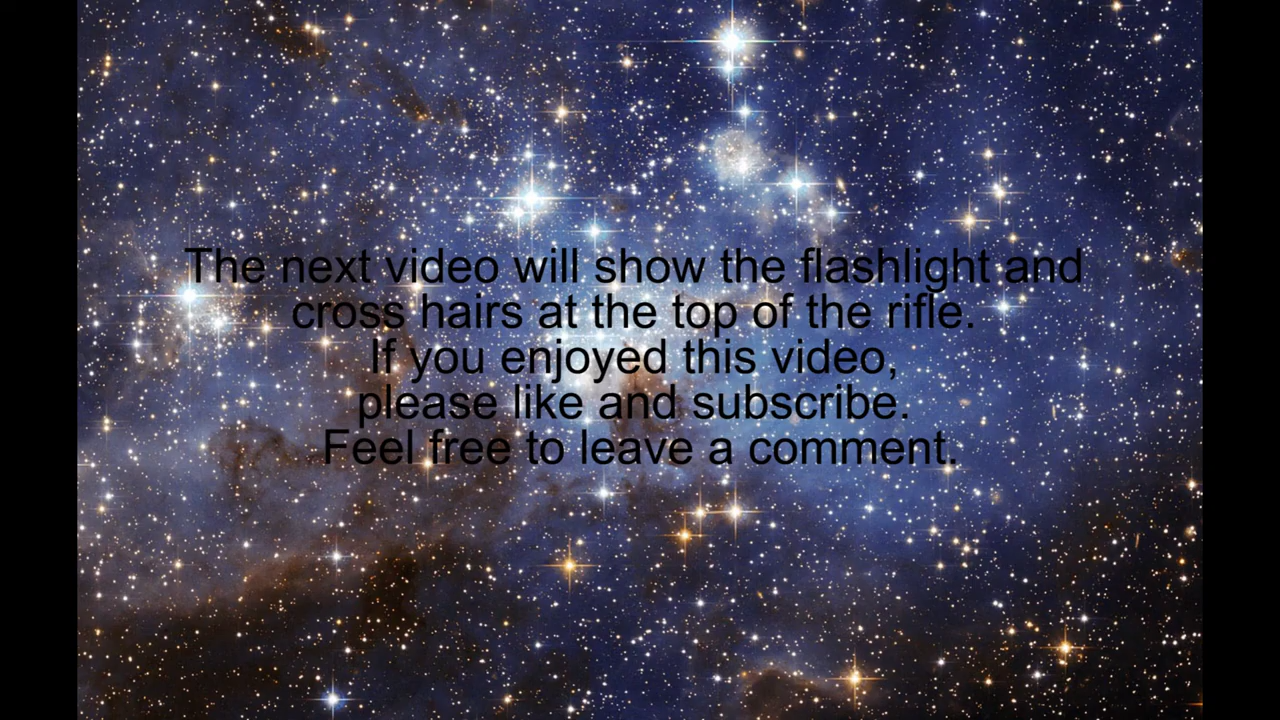 The next video will show the flashlight and
cross hairs at the top of the rifle.
If you enjoyed this video,
please like and subscribe.
Feel free to leave a comment.